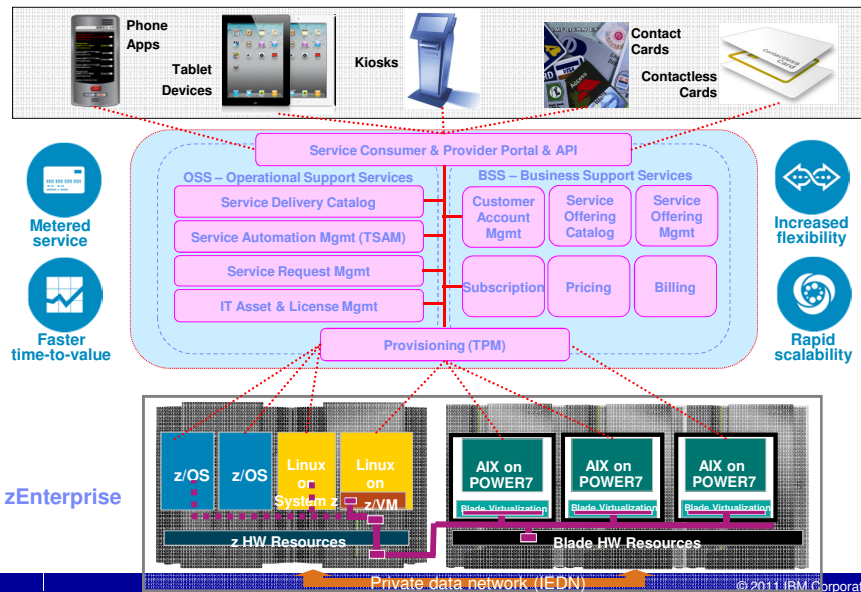 Phone
Apps
Tablet
Devices
Kiosks
Contact
Cards
Contactless
Cards
Contactless
Card
VISA
Access
Service Consumer & Provider Portal & API
OSS – Operational Support Services
BSS – Business Support Services
Service Delivery Catalog
Service Automation Mgmt (TSAM)
Service Request Mgmt
IT Asset & License Mgmt
Customer
Account
Mgmt
Service
Offering
Catalog
Service
Offering
Mgmt
Subscription
Pricing
Billing
Provisioning (TPM)
Metered
service
Faster
time-to-value
Increased
flexibility
Rapid
scalability
zEnterprise
z/OS
z/OS
Linux
on
System z
Linux
on
z/VM
z HW Resources
AIX on
POWER7
Blade Virtualization
AIX on
POWER7
Blade Virtualization
AIX on
POWER7
Blade Virtualization
Blade HW Resources
Private data network (IEDN)
© 2011 IBM Corporat